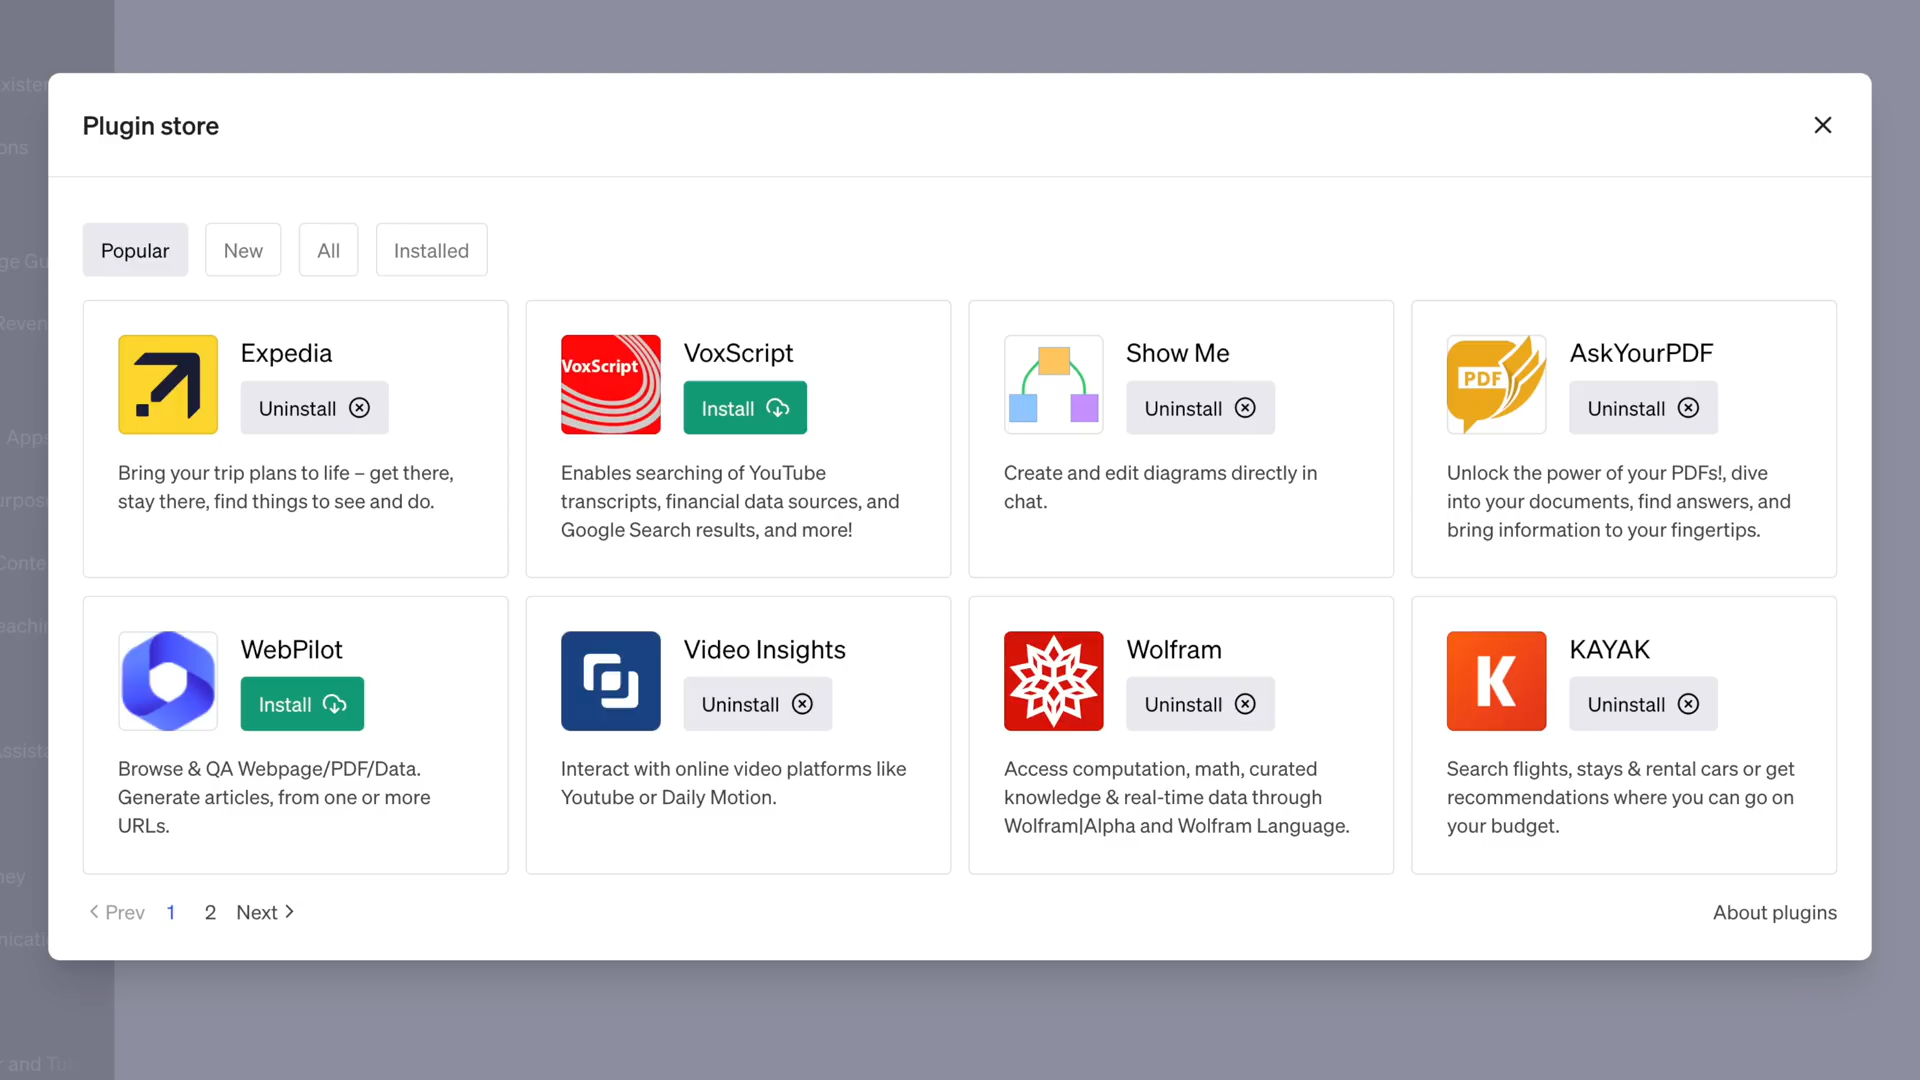 Plugin store
Popular
New
All
Installed
Expedia
Uninstall
Bring your trip plans to life – get there,
stay there, find things to see and do.
VoxScript
VoxScript
Install
Enables searching of YouTube
transcripts, financial data sources, and
Google Search results, and more!
Show Me
Uninstall
Create and edit diagrams directly in
chat.
PDF
AskYourPDF
Uninstall
Unlock the power of your PDFs!, dive
into your documents, find answers, and
bring information to your fingertips.
WebPilot
Install
Browse & QA Webpage/PDF/Data.
Generate articles, from one or more
URLs.
Video Insights
Uninstall
Interact with online video platforms like
Youtube or Daily Motion.
Wolfram
Uninstall
Access computation, math, curated
knowledge & real-time data through
Wolfram|Alpha and Wolfram Language.
K
KAYAK
Uninstall
Search flights, stays & rental cars or get
recommendations where you can go on
your budget.
Prev 1 2 Next
About plugins